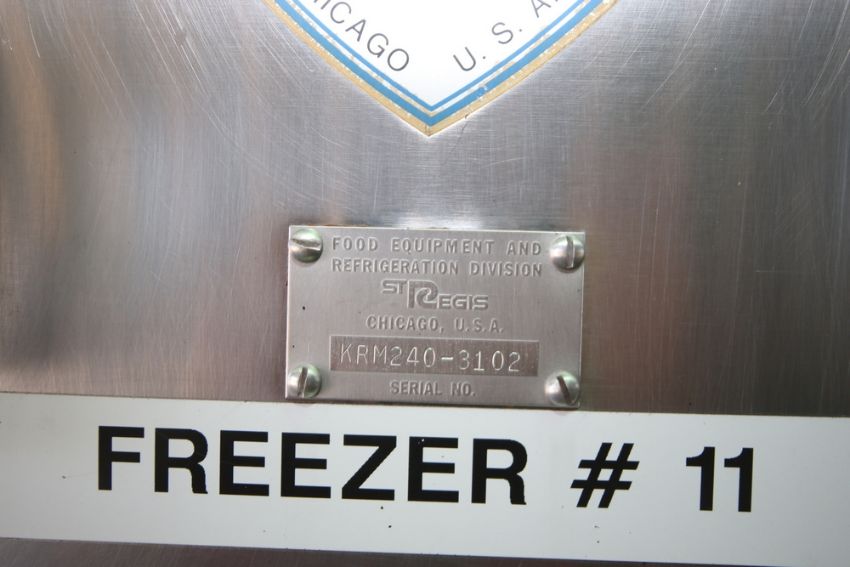 CHICAGO U. S. A.
FOOD EQUIPMENT AND
REFRIGERATION DIVISION
ST REGIS
CHICAGO, U.S.A.
KRM240-3102
SERIAL NO.
FREEZER # 11